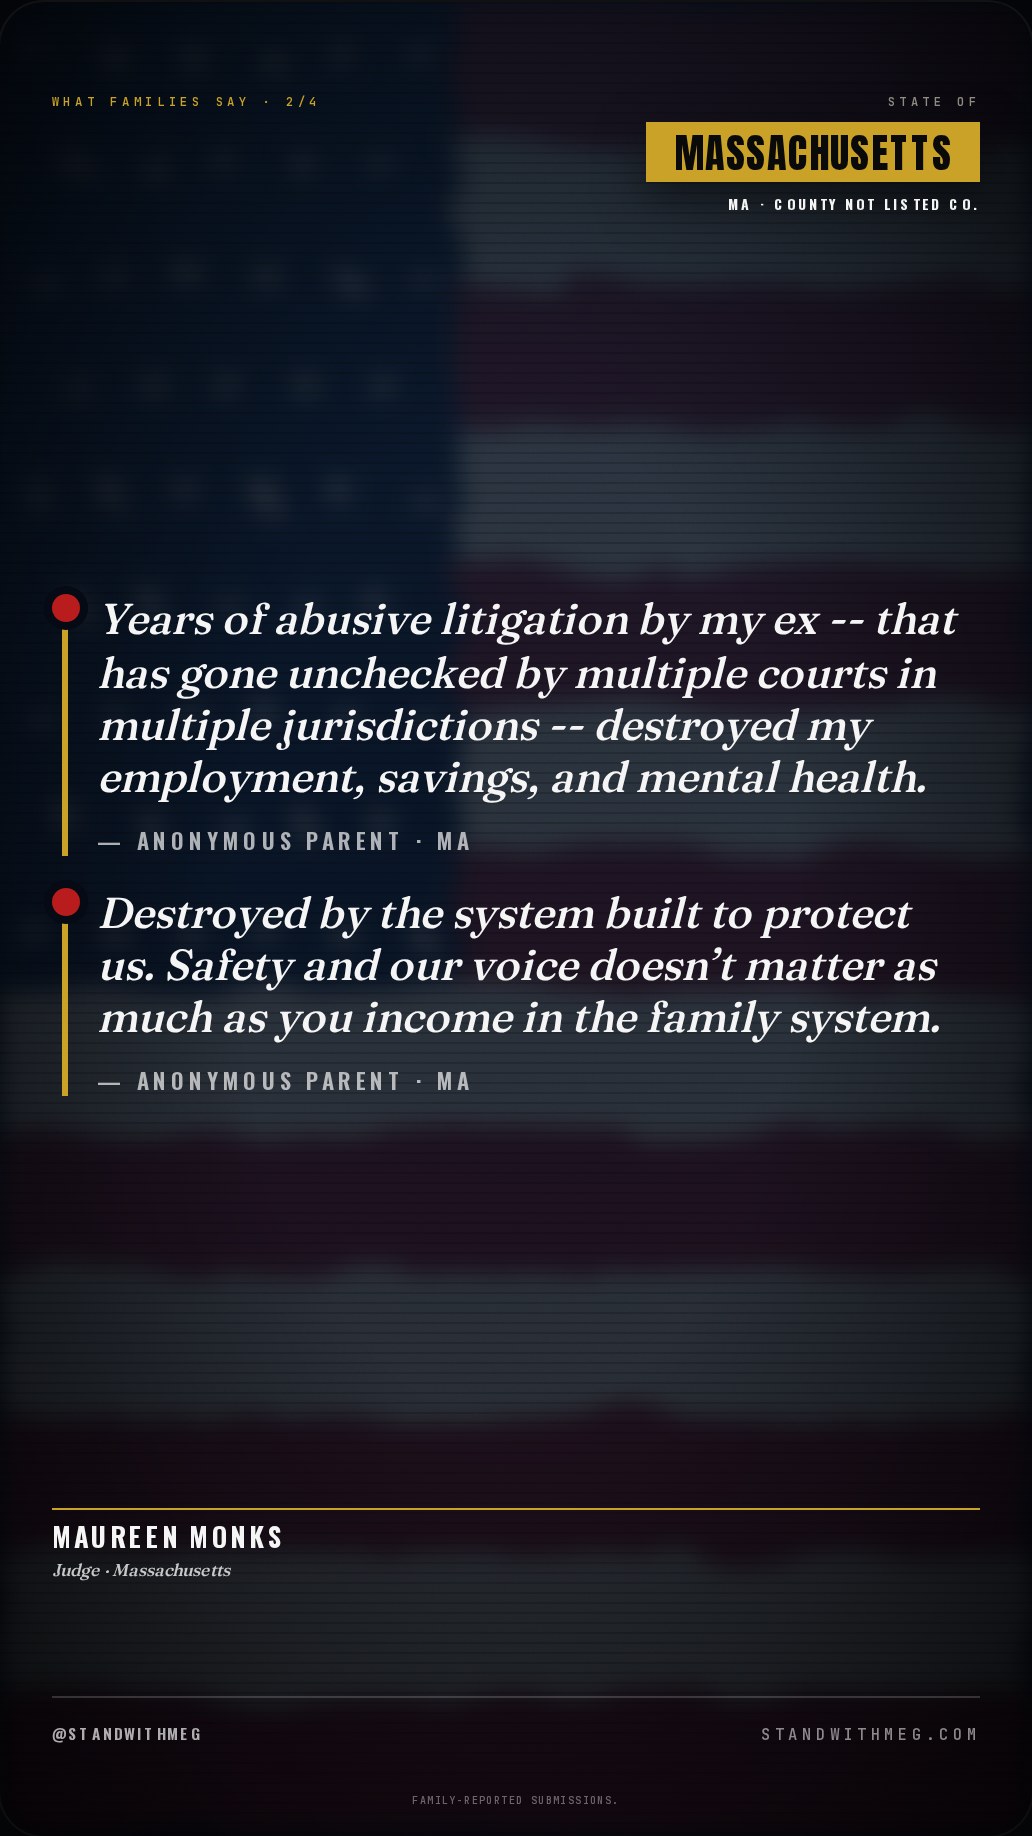 WHAT FAMILIES SAY · 2/4
STATE OF
MASSACHUSETTS
MA · COUNTY NOT LISTED CO.
Years of abusive litigation by my ex -- that
has gone unchecked by multiple courts in
multiple jurisdictions -- destroyed my
employment, savings, and mental health.
— ANONYMOUS PARENT · MA
Destroyed by the system built to protect
us. Safety and our voice doesn’t matter as
much as you income in the family system.
— ANONYMOUS PARENT · MA
MAUREEN MONKS
Judge · Massachusetts
@STANDWITHMEG
STANDWITHMEG.COM
FAMILY-REPORTED SUBMISSIONS.